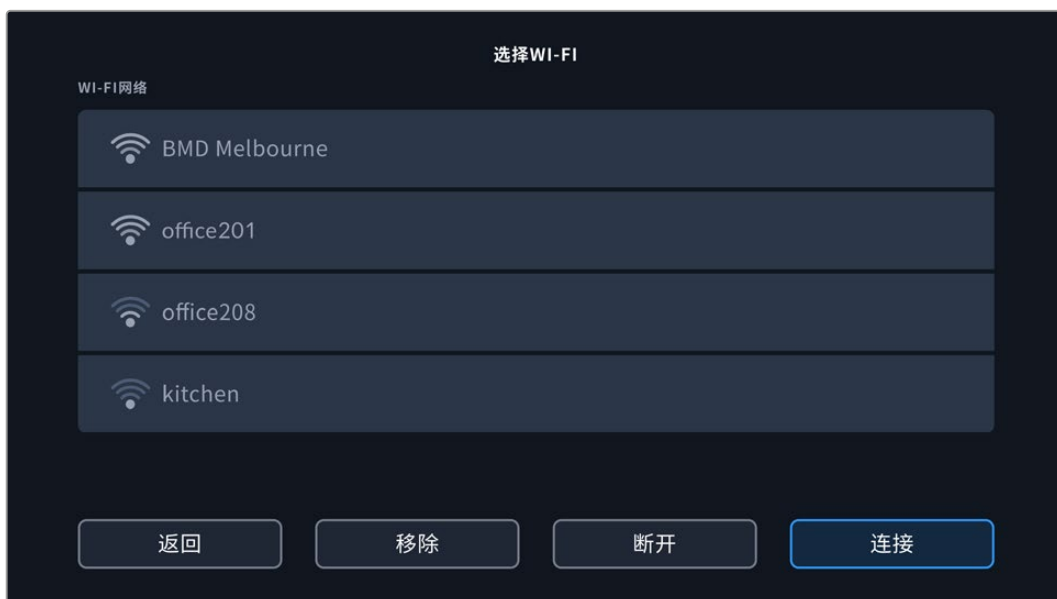 选择WI-FI
WI-FI网络
BMD Melbourne
office201
office208
kitchen
返回 移除 断开 连接